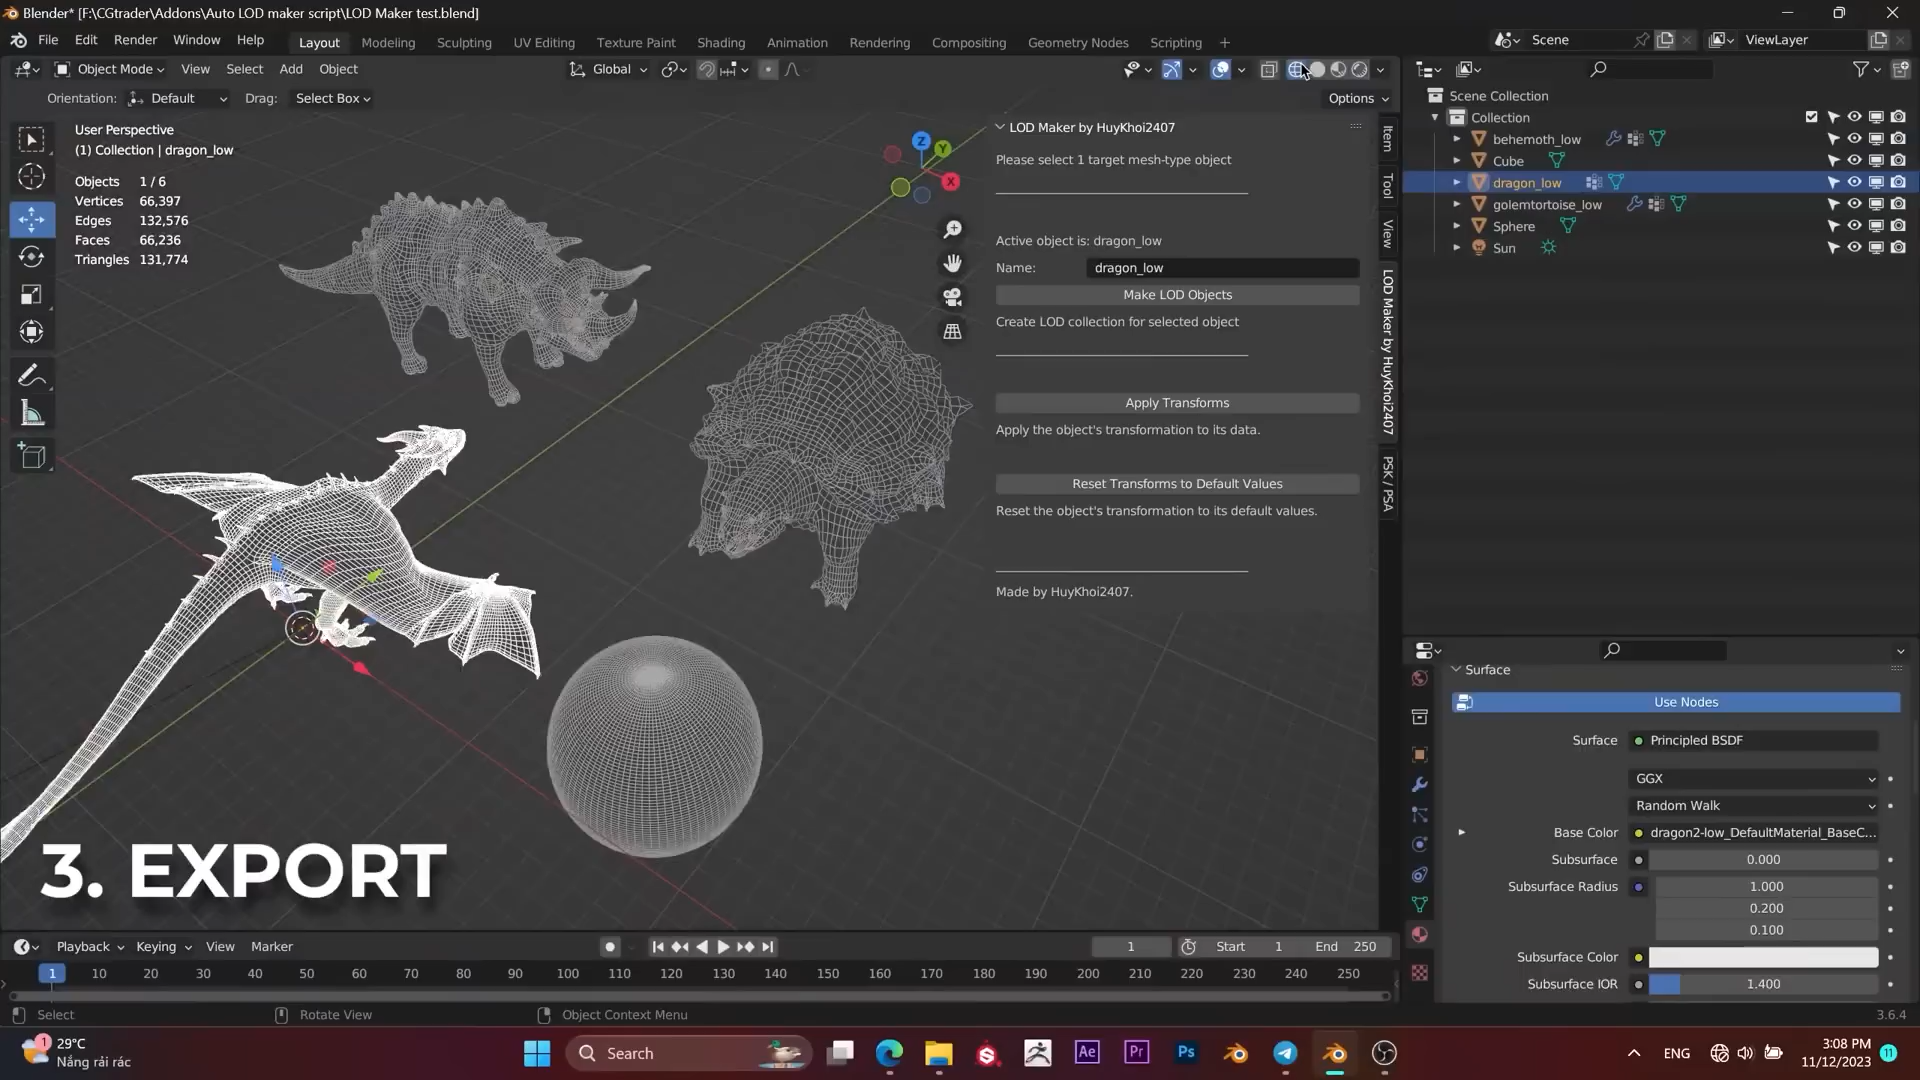 Blender* [F:\CGtrader\Addons\Auto LOD maker script\LOD Maker test.blend]
File Edit Render Window Help Layout Modeling Sculpting UV Editing Texture Paint Shading Animation Rendering Compositing Geometry Nodes Scripting + Scene ViewLayer
Object Mode View Select Add Object Global
Orientation: Default Drag: Select Box Options
User Perspective
(1) Collection | dragon_low
Objects 1 / 6
Vertices 66,397
Edges 132,576
Faces 66,236
Triangles 131,774
Z
Y
X
LOD Maker by HuyKhoi2407
Please select 1 target mesh-type object
Active object is: dragon_low
Name: dragon_low
Make LOD Objects
Create LOD collection for selected object
Apply Transforms
Apply the object's transformation to its data.
Reset Transforms to Default Values
Reset the object's transformation to its default values.
Made by HuyKhoi2407.
Item
Tool
View
LOD Maker by HuyKhoi2407
PSK / PSA
Scene Collection
Collection
behemoth_low
Cube
dragon_low
golemtortoise_low
Sphere
Sun
Surface
Use Nodes
Surface Principled BSDF
GGX
Random Walk
Base Color dragon2-low_DefaultMaterial_BaseC...
Subsurface 0.000
Subsurface Radius 1.000
0.200
0.100
Subsurface Color
Subsurface IOR 1.400
3. EXPORT
Playback Keying View Marker 1 Start 1 End 250
1 10 20 30 40 50 60 70 80 90 100 110 120 130 140 150 160 170 180 190 200 210 220 230 240 250
Select Rotate View Object Context Menu 3.6.4
1
29°C
Nắng rải rác
Search
Ae Pr Ps
ENG
3:08 PM
11/12/2023
11